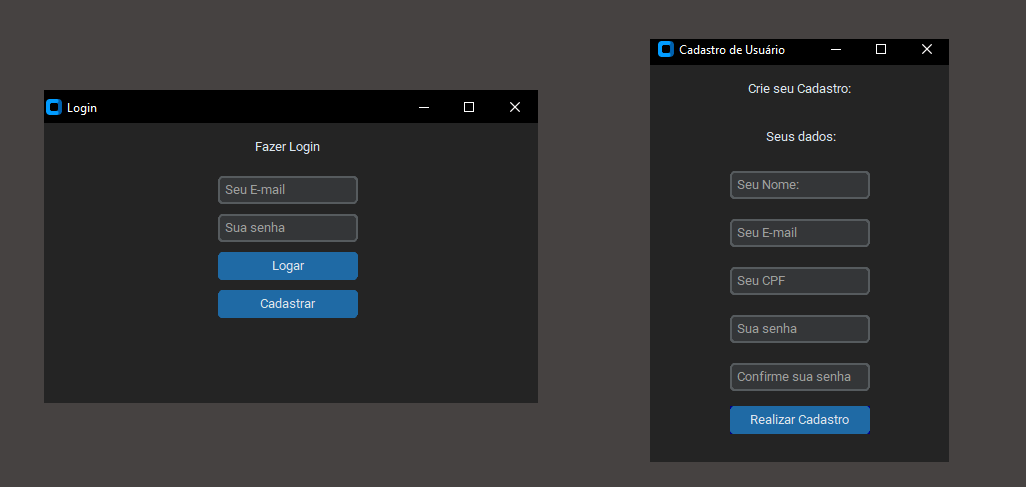 Login
Fazer Login
Seu E-mail
Sua senha
Logar
Cadastrar
Cadastro de Usuário
Crie seu Cadastro:
Seus dados:
Seu Nome:
Seu E-mail
Seu CPF
Sua senha
Confirme sua senha
Realizar Cadastro